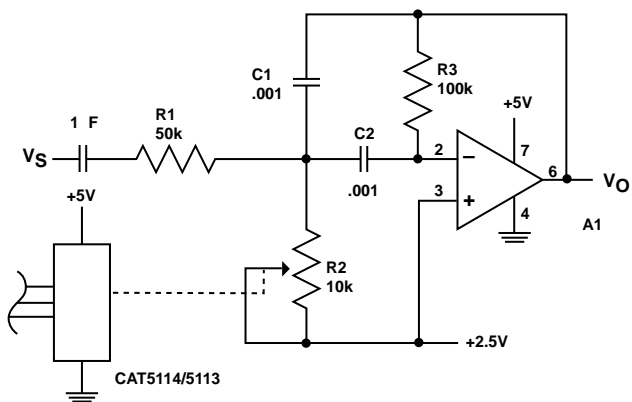 C1
.001
R3
100k
+5V
1 F
R1
50k
C2
2
–
7
6
VS
VO
.001
3
+
4
A1
+5V
R2
10k
+2.5V
CAT5114/5113